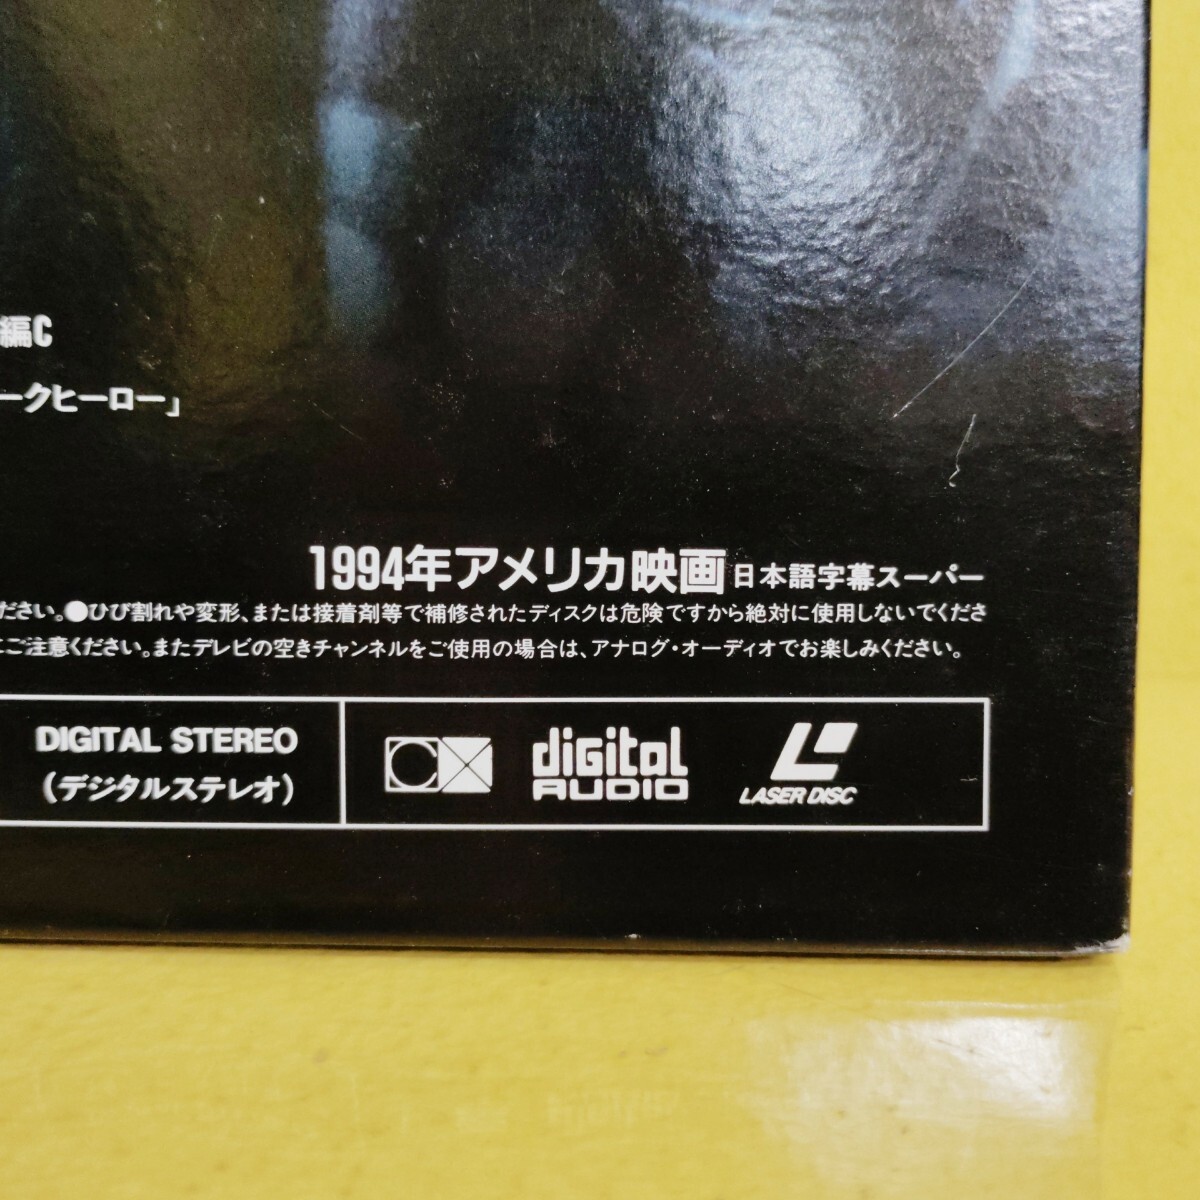 編C
ークヒーロー」
1994年アメリカ映画 日本語字幕スーパー
ださい。●ひび割れや変形、または接着剤等で補修されたディスクは危険ですから絶対に使用しないでくださ
ご注意ください。またテレビの空きチャンネルをご使用の場合は、アナログ・オーディオでお楽しみください。
DIGITAL STEREO
(デジタルステレオ)
digital
AUDIO
LASER DISC